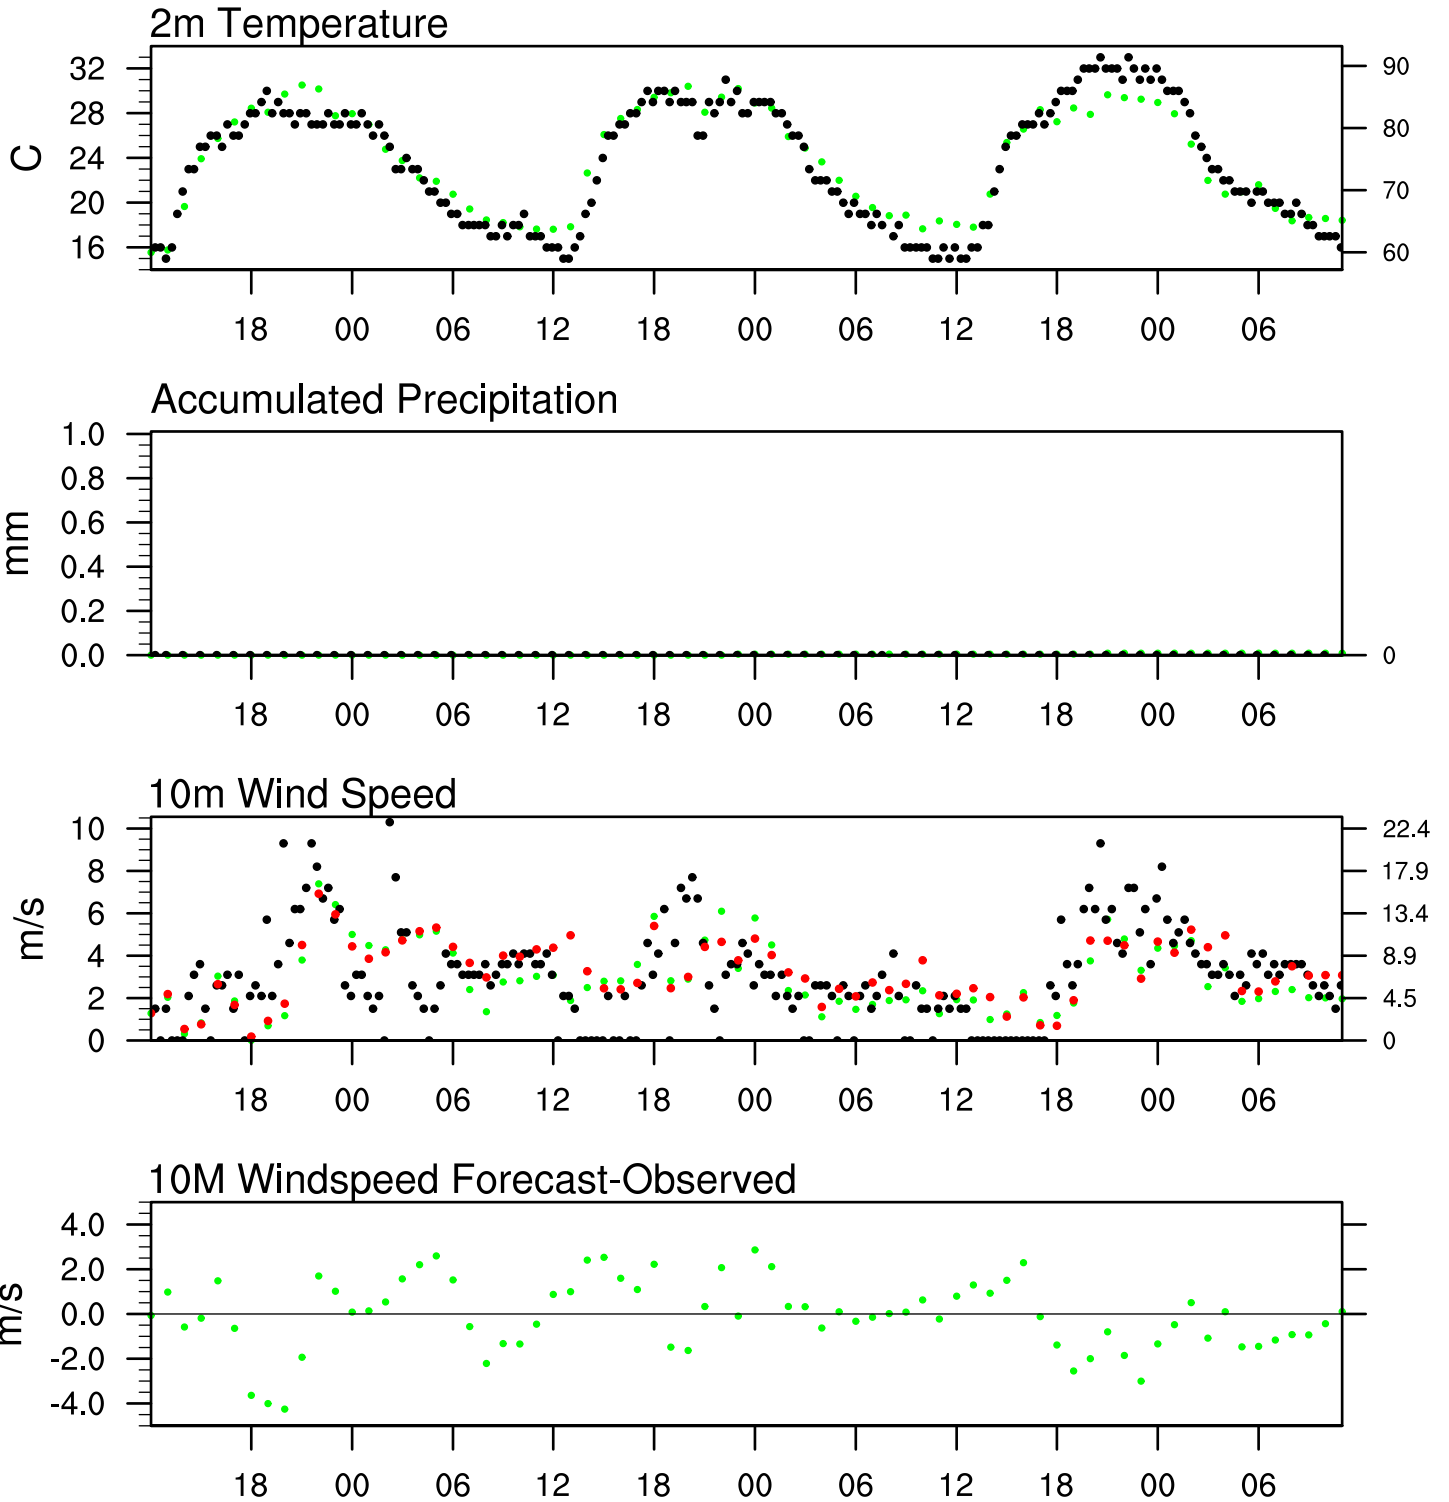 2m Temperature
C
32
28
24
20
16
90
80
70
60
18 00 06 12 18 00 06 12 18 00 06
Accumulated Precipitation
mm
1.0
0.8
0.6
0.4
0.2
0.0
0
18 00 06 12 18 00 06 12 18 00 06
10m Wind Speed
m/s
10
8
6
4
2
0
22.4
17.9
13.4
8.9
4.5
0
18 00 06 12 18 00 06 12 18 00 06
10M Windspeed Forecast-Observed
m/s
4.0
2.0
0.0
-2.0
-4.0
18 00 06 12 18 00 06 12 18 00 06